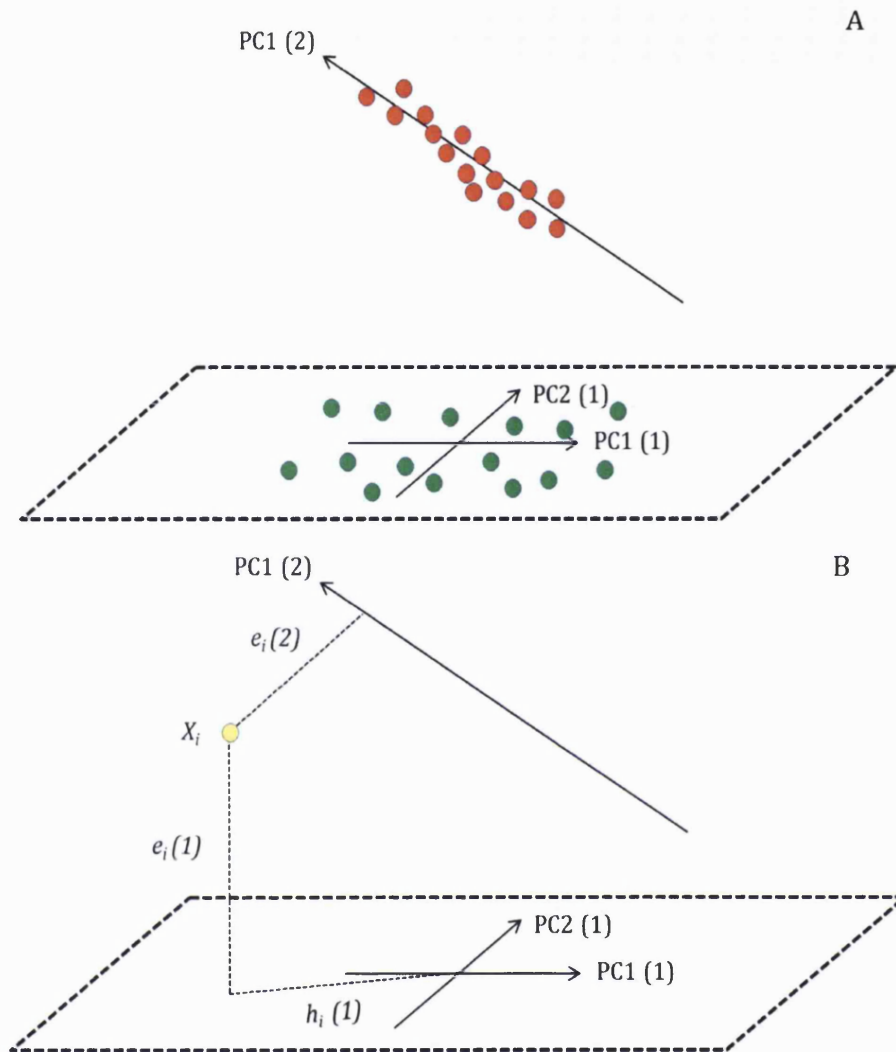 A
PC1 (2)
PC2 (1)
PC1 (1)
B
PC1 (2)
e_i(2)
X_i
e_i(1)
PC2 (1)
PC1 (1)
h_i(1)